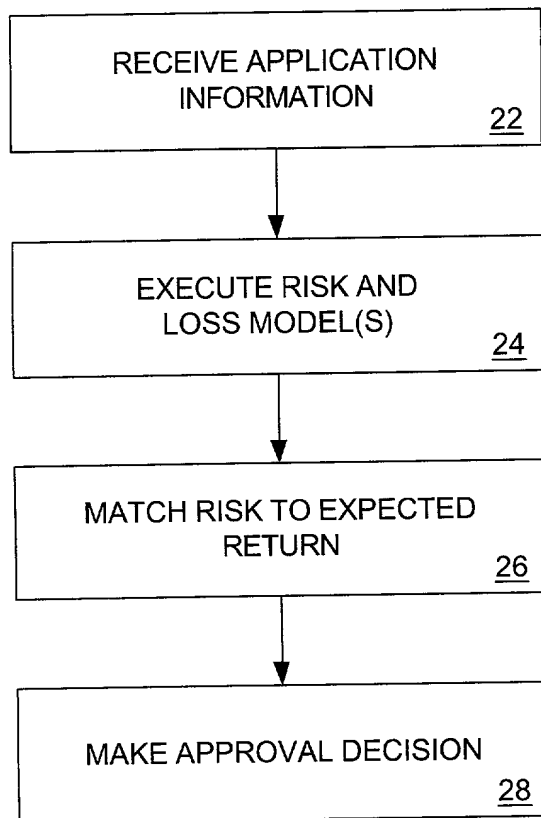 RECEIVE APPLICATION
INFORMATION
22
EXECUTE RISK AND
LOSS MODEL(S)
24
MATCH RISK TO EXPECTED
RETURN
26
MAKE APPROVAL DECISION
28